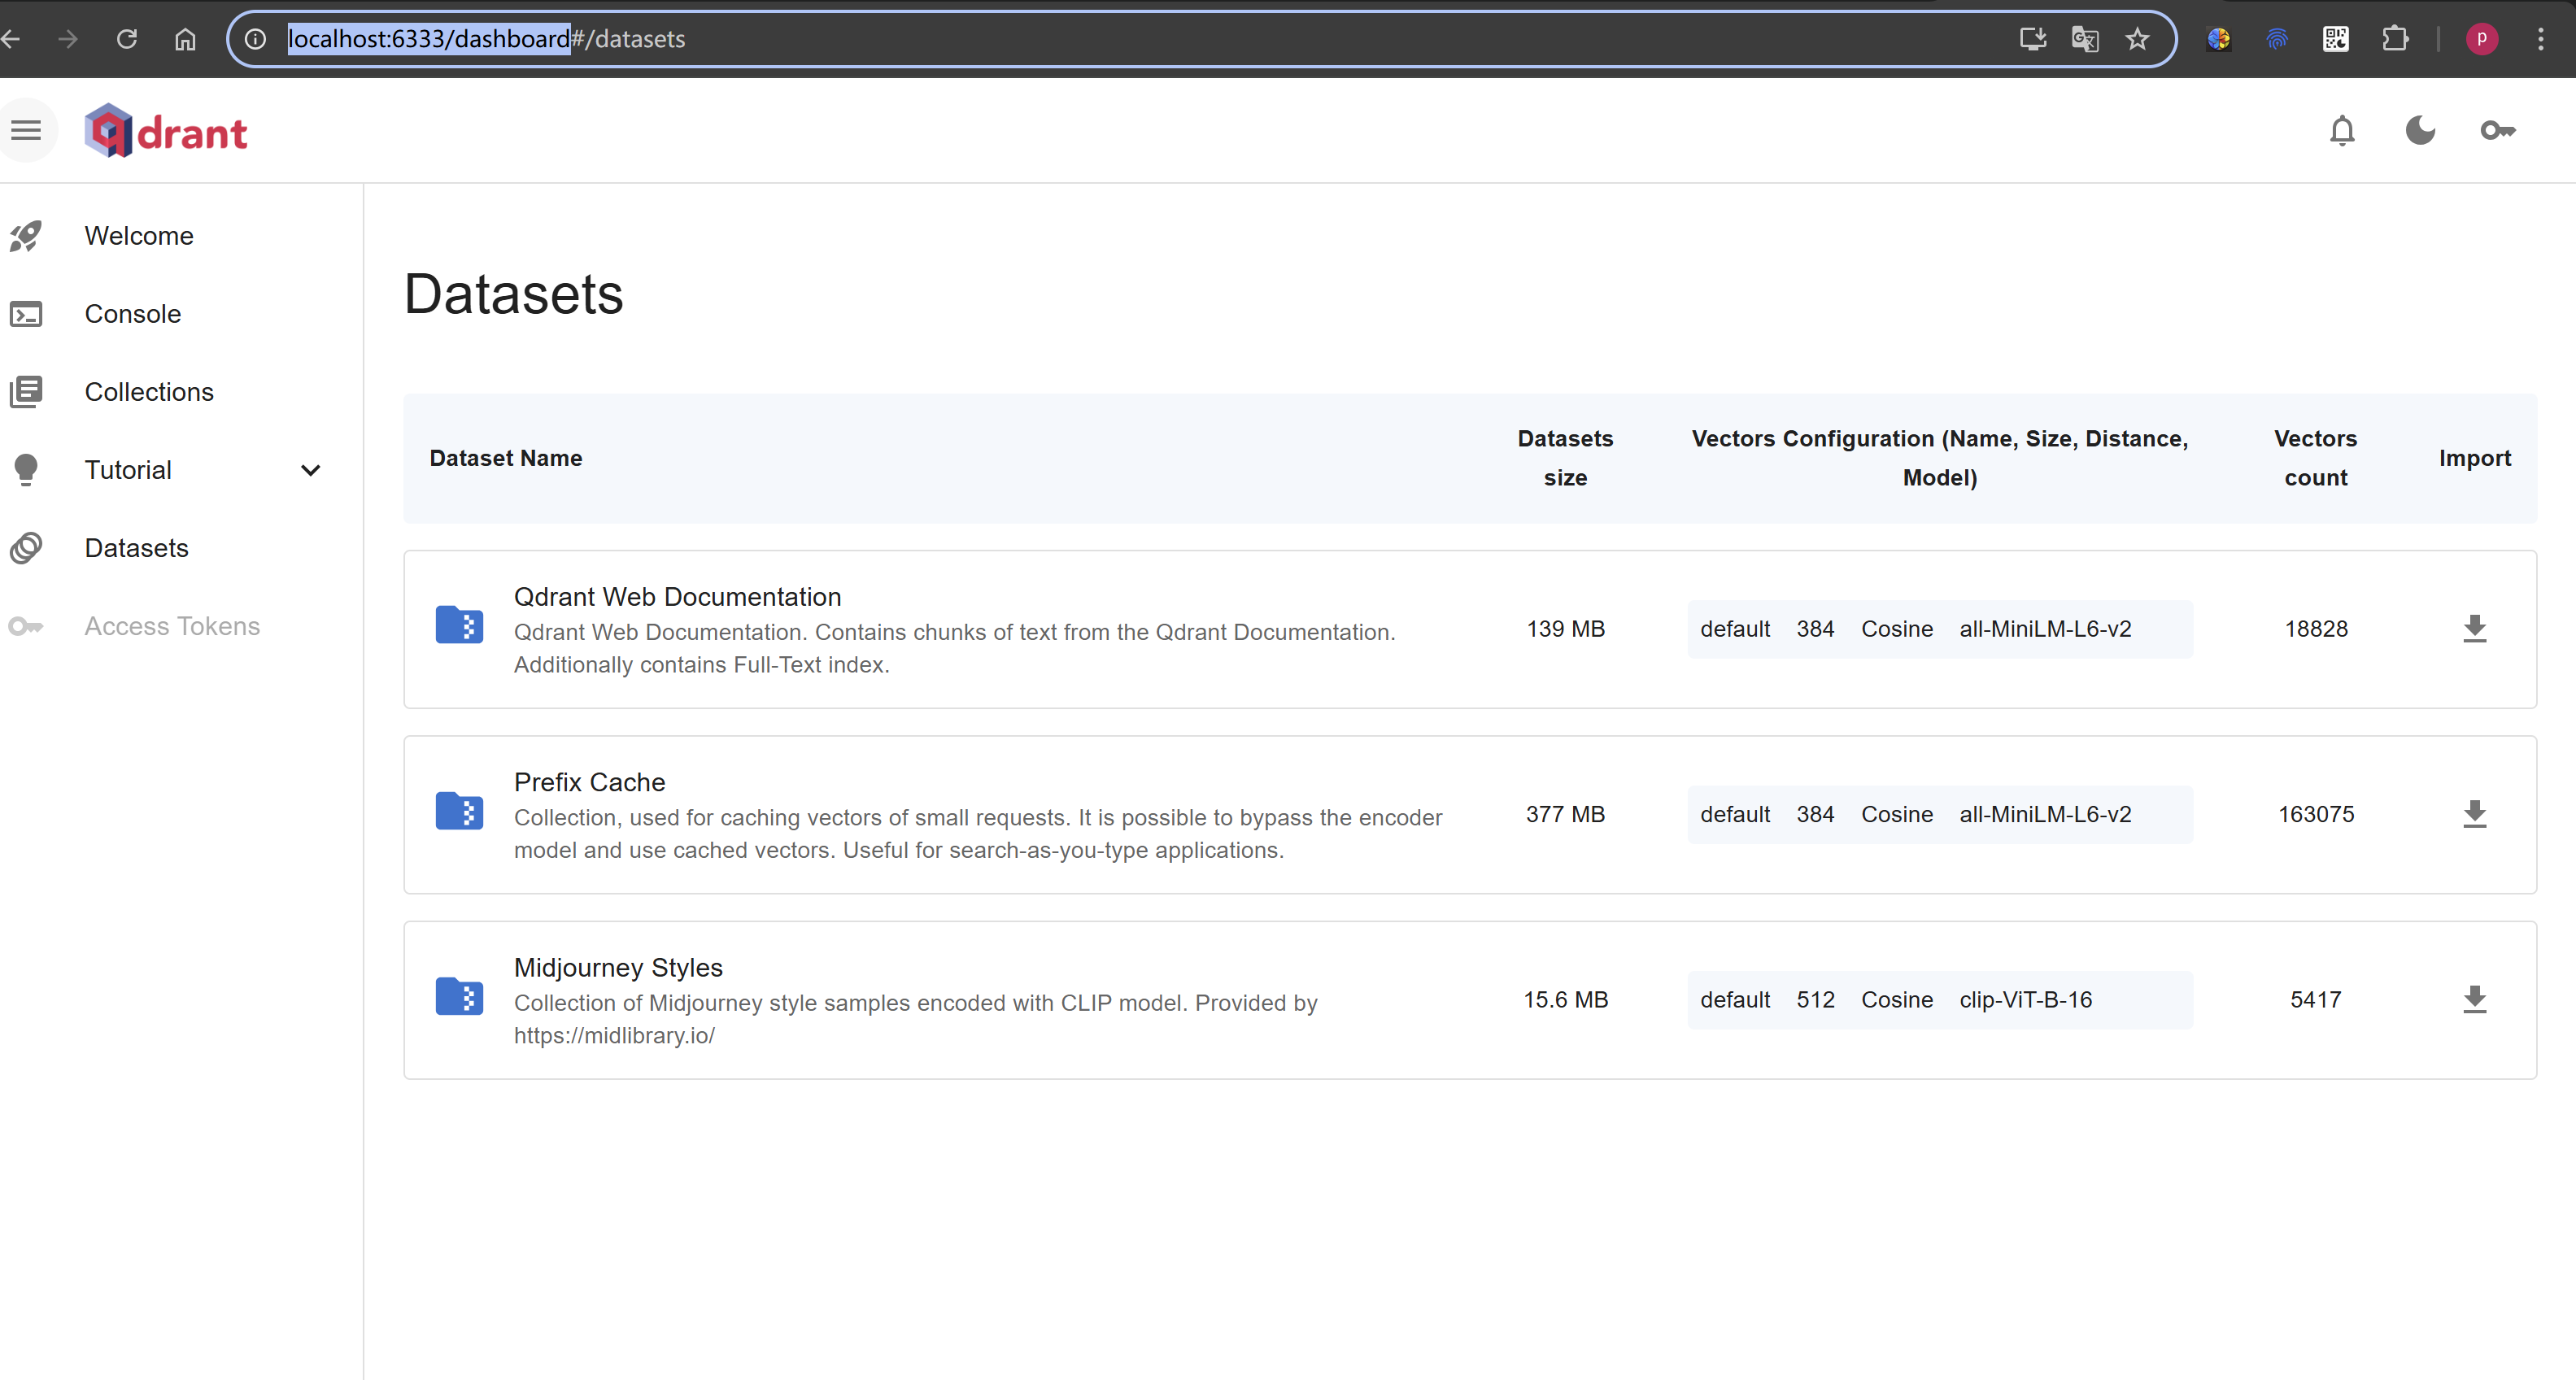 localhost:6333/dashboard#/datasets
p
qdrant
Welcome
Console
Collections
Tutorial
Datasets
Access Tokens
Datasets
Dataset Name
Datasets
size
Vectors Configuration (Name, Size, Distance,
Model)
Vectors
count
Import
Qdrant Web Documentation
Qdrant Web Documentation. Contains chunks of text from the Qdrant Documentation.
Additionally contains Full-Text index.
139 MB
default 384 Cosine all-MiniLM-L6-v2
18828
Prefix Cache
Collection, used for caching vectors of small requests. It is possible to bypass the encoder
model and use cached vectors. Useful for search-as-you-type applications.
377 MB
default 384 Cosine all-MiniLM-L6-v2
163075
Midjourney Styles
Collection of Midjourney style samples encoded with CLIP model. Provided by
https://midlibrary.io/
15.6 MB
default 512 Cosine clip-ViT-B-16
5417